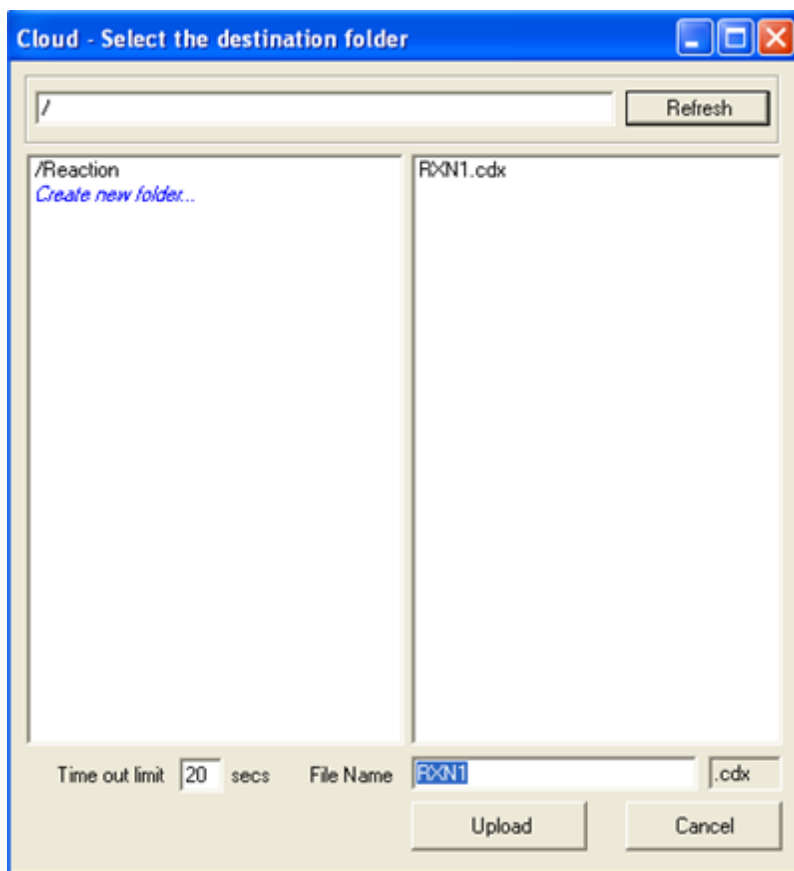 Cloud - Select the destination folder
/ Refresh
/Reaction
Create new folder...
RXN1.cdx
Time out limit 20 secs File Name RXN1 .cdx
Upload Cancel